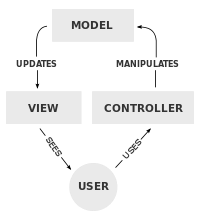 MODEL
UPDATES
MANIPULATES
VIEW
CONTROLLER
SEES
USES
USER